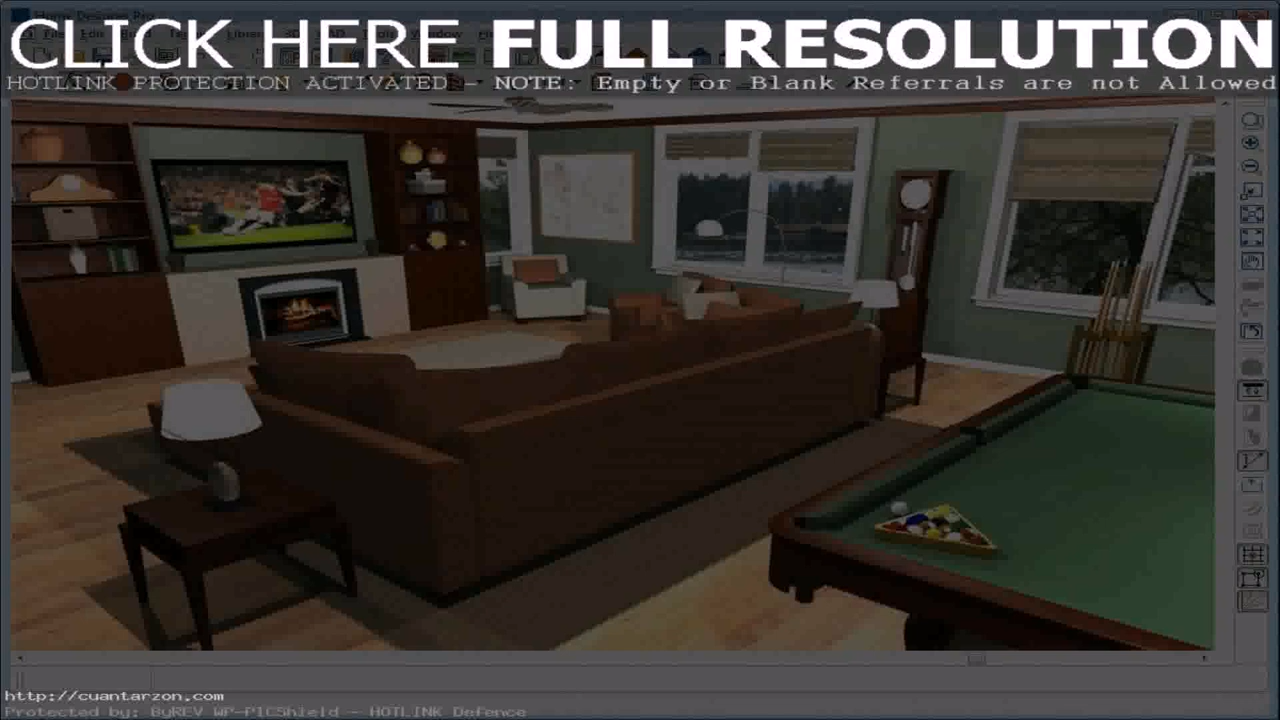 CLICK HERE FULL RESOLUTION
HOTLINK PROTECTION ACTIVATED - NOTE: Empty or Blank Referrals are not Allowed
http://cuantarzon.com
Protected by: ByREV WP-PICShield - HOTLINK Defence